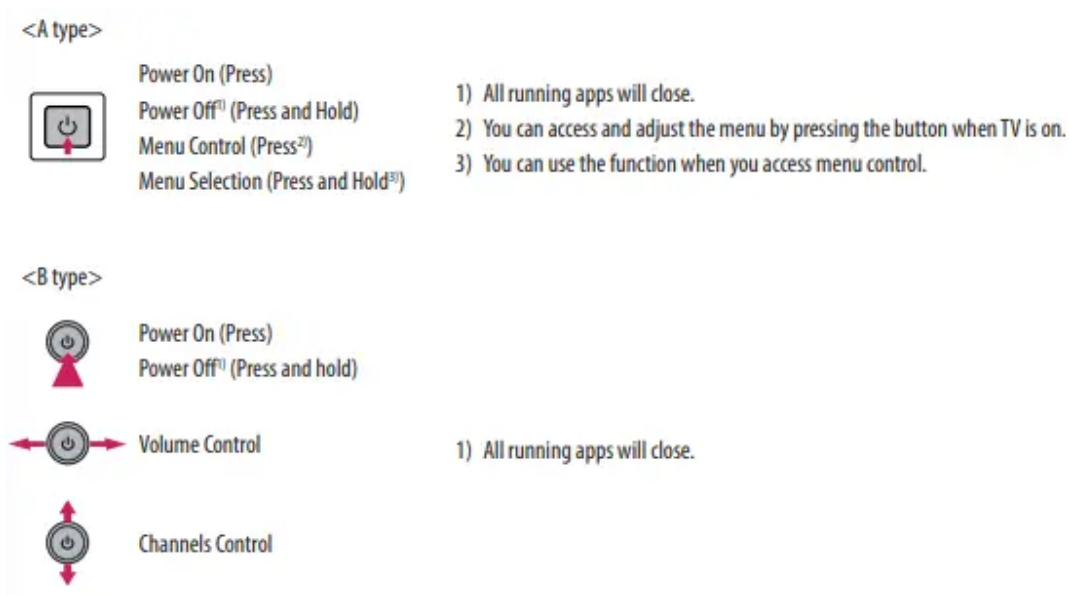 <A type>
Power On (Press)
Power Off¹⁾ (Press and Hold)
Menu Control (Press²⁾)
Menu Selection (Press and Hold³⁾)
1) All running apps will close.
2) You can access and adjust the menu by pressing the button when TV is on.
3) You can use the function when you access menu control.
<B type>
Power On (Press)
Power Off¹⁾ (Press and hold)
Volume Control
1) All running apps will close.
Channels Control